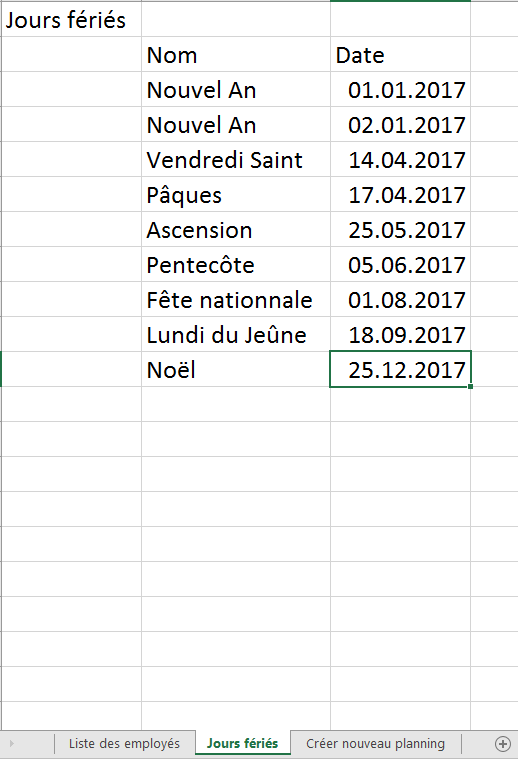 Jours fériés
Nom Date
Nouvel An 01.01.2017
Nouvel An 02.01.2017
Vendredi Saint 14.04.2017
Pâques 17.04.2017
Ascension 25.05.2017
Pentecôte 05.06.2017
Fête nationnale 01.08.2017
Lundi du Jeûne 18.09.2017
Noël 25.12.2017
Liste des employés Jours fériés Créer nouveau planning